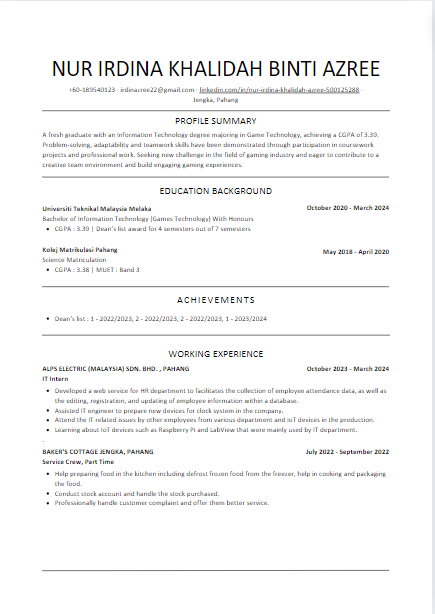 NUR IRDINA KHALIDAH BINTI AZREE
+60-189540123 · irdinazree22@gmail.com · linkedin.com/in/nur-irdina-khalidah-azree-500125288 ·
Jengka, Pahang
PROFILE SUMMARY
A fresh graduate with an Information Technology degree majoring in Game Technology, achieving a CGPA of 3.39.
Problem-solving, adaptability and teamwork skills have been demonstrated through participation in coursework
projects and professional work. Seeking new challenge in the field of gaming industry and eager to contribute to a
creative team environment and build engaging gaming experiences.
EDUCATION BACKGROUND
Universiti Teknikal Malaysia Melaka October 2020 - March 2024
Bachelor of Information Technology (Games Technology) With Honours
• CGPA : 3.39 | Dean's list award for 4 semesters out of 7 semesters
Kolej Matrikulasi Pahang May 2018 - April 2020
Science Matriculation
• CGPA : 3.38 | MUET : Band 3
ACHIEVEMENTS
• Dean's list : 1 - 2022/2023, 2 - 2022/2023, 2 - 2022/2023, 1 - 2023/2024
WORKING EXPERIENCE
ALPS ELECTRIC (MALAYSIA) SDN. BHD. , PAHANG October 2023 - March 2024
IT Intern
• Developed a web service for HR department to facilitates the collection of employee attendance data, as well as
the editing, registration, and updating of employee information within a database.
• Assisted IT engineer to prepare new devices for clock system in the company.
• Attend the IT related issues by other employees from various department and IoT devices in the production.
• Learning about IoT devices such as Raspberry Pi and LabView that were mainly used by IT department.
.
BAKER'S COTTAGE JENGKA, PAHANG July 2022 - September 2022
Service Crew, Part Time
• Help preparing food in the kitchen including defrost frozen food from the freezer, help in cooking and packaging
the food.
• Conduct stock account and handle the stock purchased.
• Professionally handle customer complaint and offer them better service.